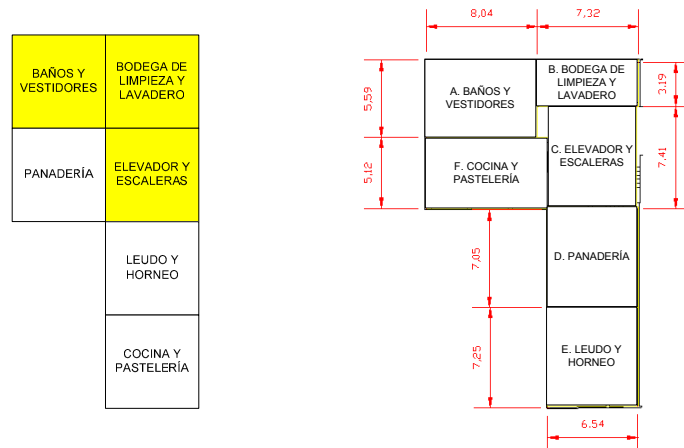 BAÑOS Y
VESTIDORES
BODEGA DE
LIMPIEZA Y
LAVADERO
PANADERÍA
ELEVADOR Y
ESCALERAS
LEUDO Y
HORNEO
COCINA Y
PASTELERÍA
8,04
7,32
5,59
A. BAÑOS Y
VESTIDORES
B. BODEGA DE
LIMPIEZA Y
LAVADERO
3,19
5,12
F. COCINA Y
PASTELERÍA
C. ELEVADOR Y
ESCALERAS
7,41
7,05
D. PANADERÍA
7,25
E. LEUDO Y
HORNEO
6.54